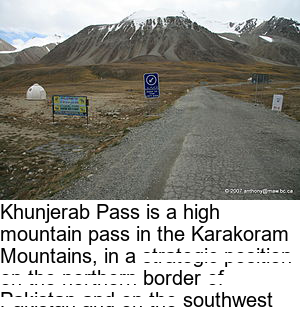 © 2007 anthony@maw.bc.ca
Khunjerab Pass is a high
mountain pass in the Karakoram
Mountains, in a strategic position
on the northern border of
Pakistan and on the southwest